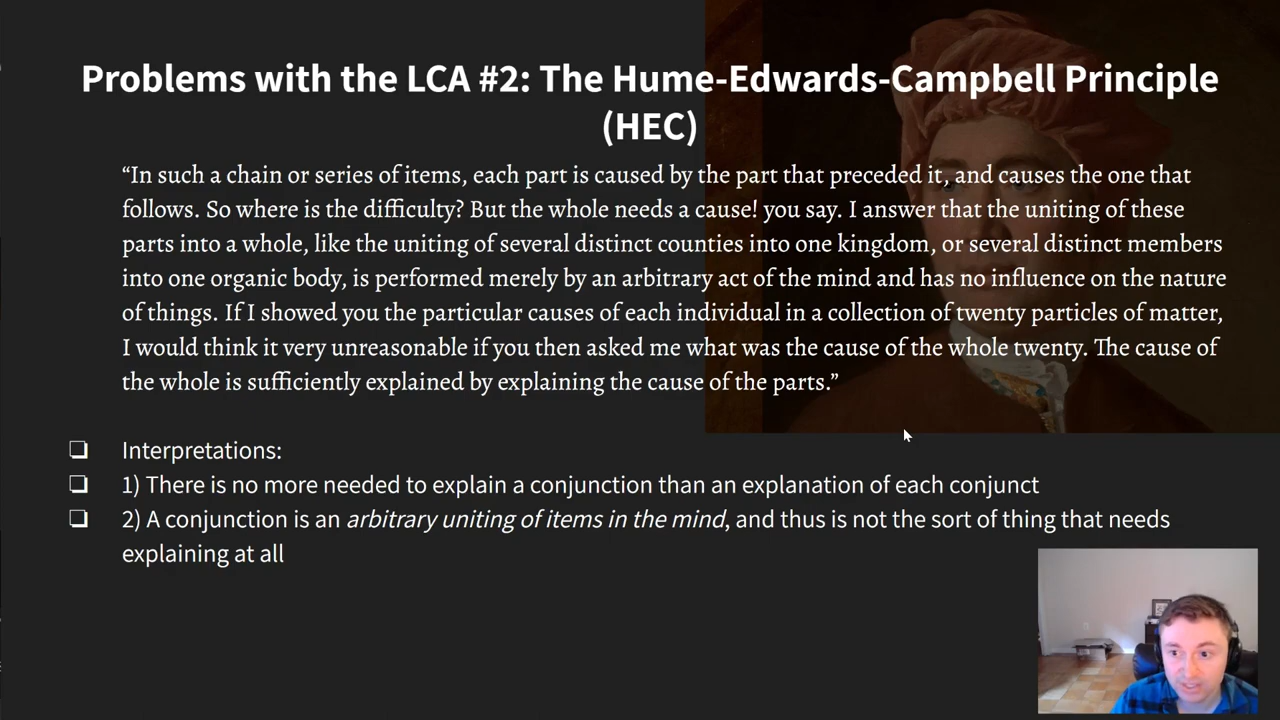 Problems with the LCA #2: The Hume-Edwards-Campbell Principle
(HEC)
“In such a chain or series of items, each part is caused by the part that preceded it, and causes the one that
follows. So where is the difficulty? But the whole needs a cause! you say. I answer that the uniting of these
parts into a whole, like the uniting of several distinct counties into one kingdom, or several distinct members
into one organic body, is performed merely by an arbitrary act of the mind and has no influence on the nature
of things. If I showed you the particular causes of each individual in a collection of twenty particles of matter,
I would think it very unreasonable if you then asked me what was the cause of the whole twenty. The cause of
the whole is sufficiently explained by explaining the cause of the parts.”
Interpretations:
1) There is no more needed to explain a conjunction than an explanation of each conjunct
2) A conjunction is an arbitrary uniting of items in the mind, and thus is not the sort of thing that needs
explaining at all